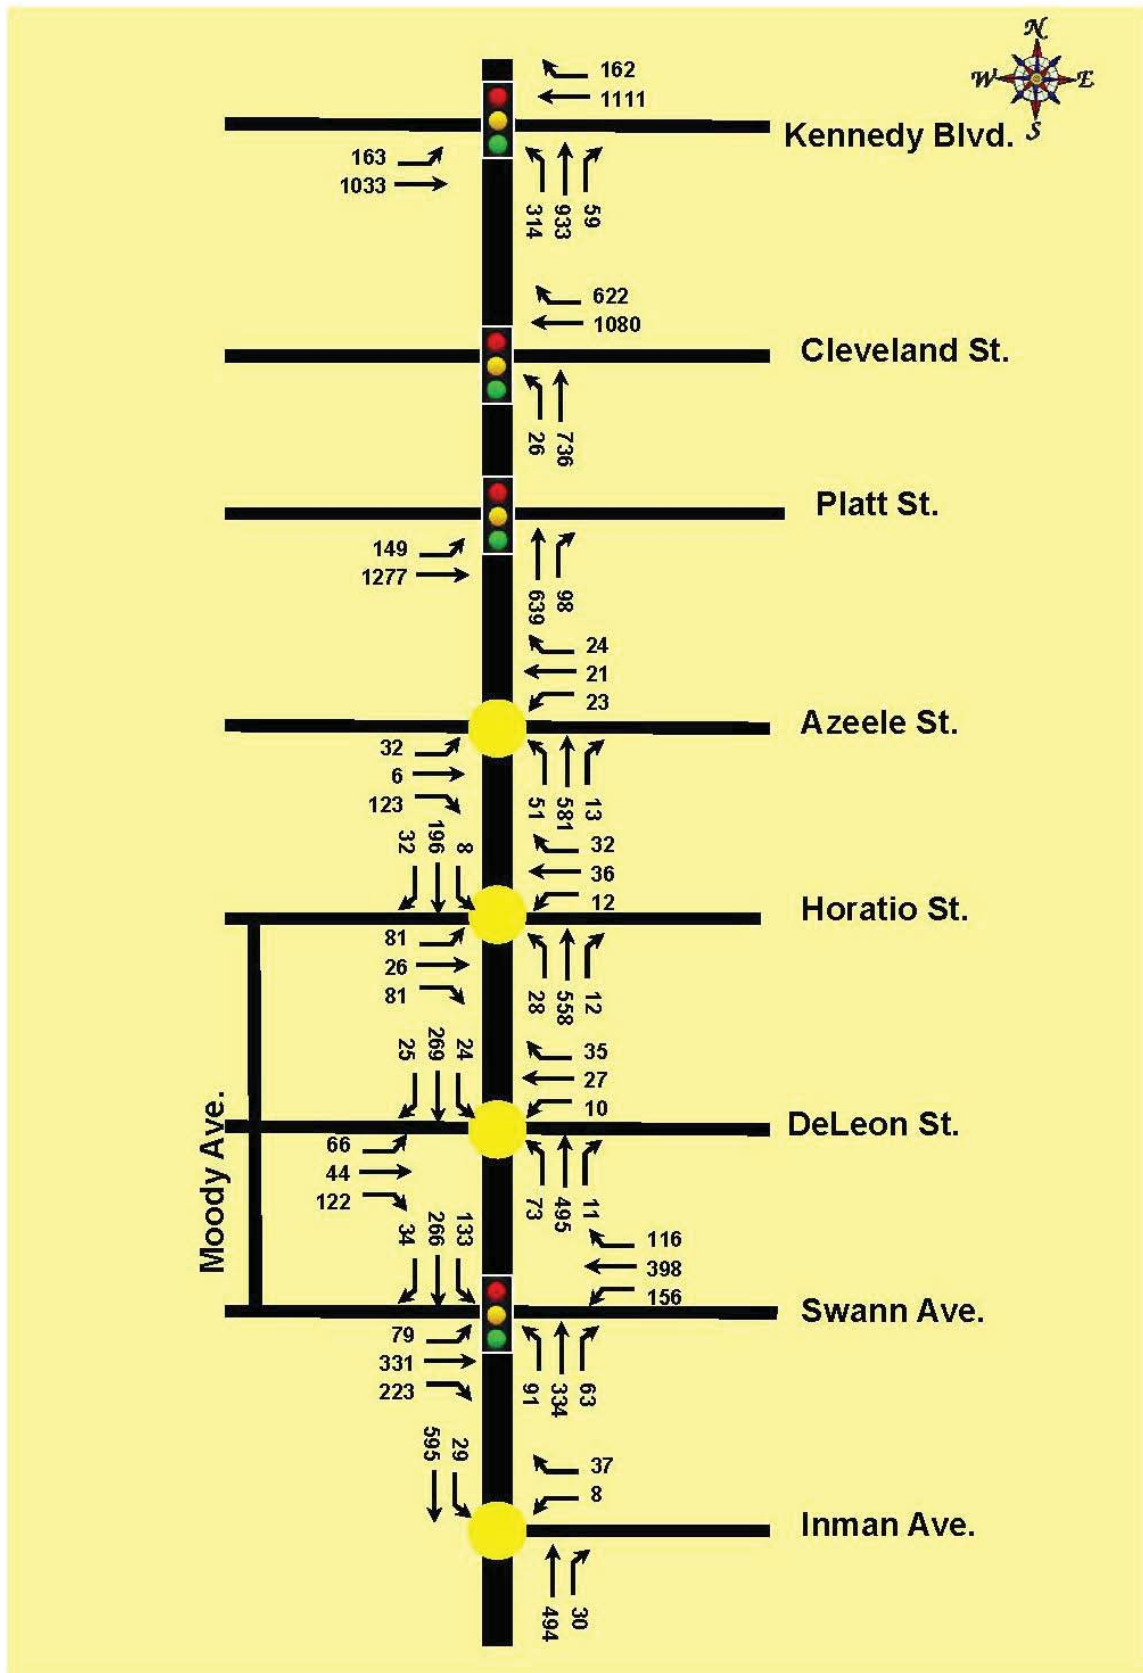 N
W E
S
162
1111
Kennedy Blvd.
163
1033
314 933 59
622
1080
Cleveland St.
26 736
Platt St.
149
1277
639 98
24
21
23
Azeele St.
32
6
123
51 581 13
32 196 8
32
36
12
Horatio St.
81
26
81
28 558 12
25 269 24
35
27
10
DeLeon St.
Moody Ave.
66
44
122
73 495 11
34 266 133
116
398
156
Swann Ave.
79
331
223
91 334 63
595 29
37
8
Inman Ave.
494 30